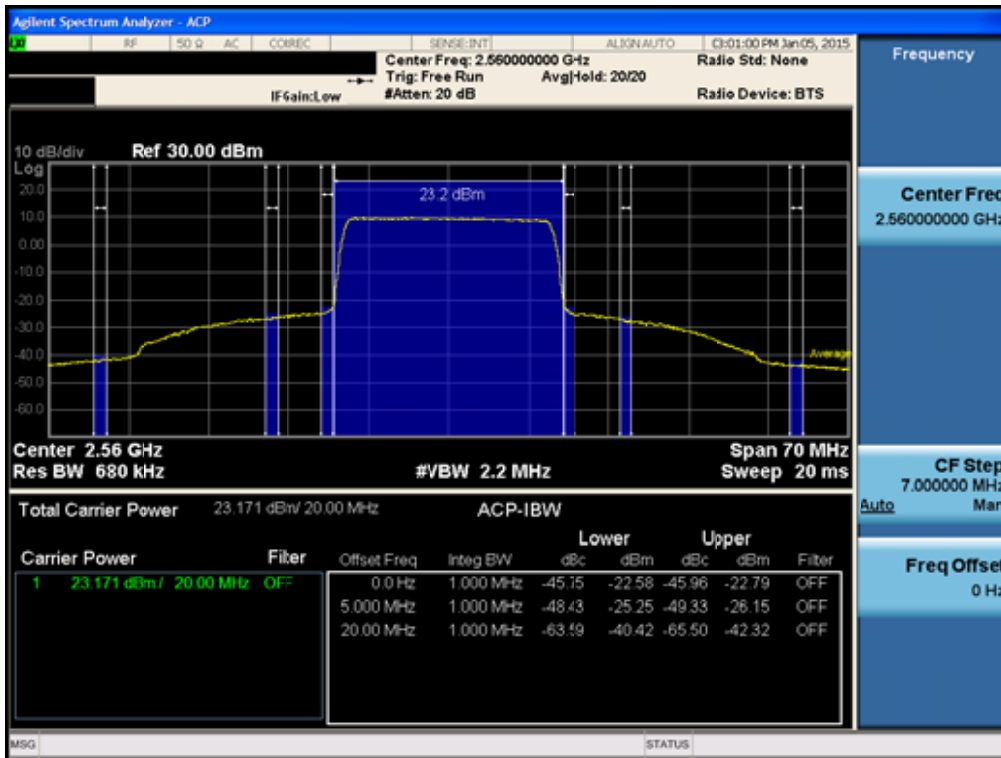 Agilent Spectrum Analyzer - ACP
RF 50 Ω AC CORREC SENSE:INT ALIGN AUTO 03:01:00 PM Jan 05, 2015
Center Freq: 2.560000000 GHz Radio Std: None
Trig: Free Run Avg|Hold: 20/20
IFGain:Low #Atten: 20 dB Radio Device: BTS
10 dB/div Ref 30.00 dBm
Log
20.0
10.0
0.00
-10.0
-20.0
-30.0
-40.0
-50.0
-60.0
23.2 dBm
Average
Center 2.56 GHz Span 70 MHz
Res BW 680 kHz #VBW 2.2 MHz Sweep 20 ms
Total Carrier Power 23.171 dBm/ 20.00 MHz ACP-IBW
Lower Upper
Carrier Power Filter Offset Freq Integ BW dBc dBm dBc dBm Filter
1 23.171 dBm / 20.00 MHz OFF 0.0 Hz 1.000 MHz -45.75 -22.58 -45.96 -22.79 OFF
5.000 MHz 1.000 MHz -48.43 -25.25 -49.33 -26.15 OFF
20.00 MHz 1.000 MHz -63.59 -40.42 -65.50 -42.32 OFF
MSG STATUS
Frequency
Center Freq
2.560000000 GHz
CF Step
7.000000 MHz
Auto Man
Freq Offset
0 Hz